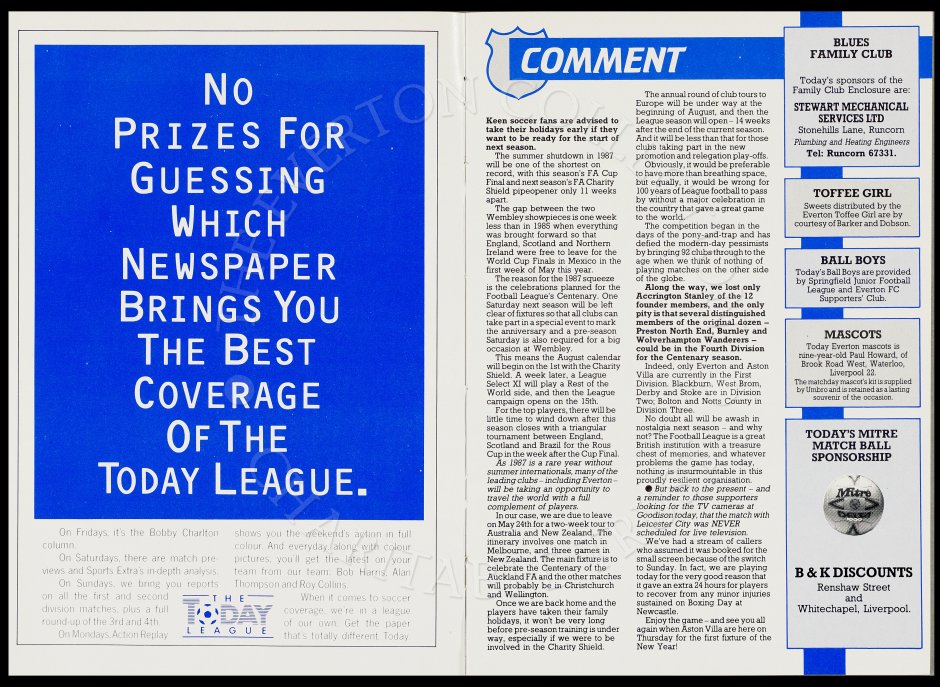 No
Prizes For
Guessing
Which
Newspaper
Brings You
The Best
Coverage
Of The
Today League.
On Fridays, it's the Bobby Charlton
column.
On Saturdays, there are match pre-
views and Sports Extra's in-depth analysis.
On Sundays, we bring you reports
on all the first and second
division matches, plus a full
round-up of the 3rd and 4th.
On Mondays, Action Replay
shows you the weekend's action in full
colour. And everyday, along with colour
pictures, you'll get the latest on your
team from our team: Bob Harris, Alan
Thompson and Roy Collins.
When it comes to soccer
coverage, we're in a league
of our own. Get the paper
that's totally different. Today.
THE
TODAY
LEAGUE
COMMENT
Keen soccer fans are advised to
take their holidays early if they
want to be ready for the start of
next season.
The summer shutdown in 1987
will be one of the shortest on
record, with this season's FA Cup
Final and next season's FA Charity
Shield pipeopener only 11 weeks
apart.
The gap between the two
Wembley showpieces is one week
less than in 1985 when everything
was brought forward so that
England, Scotland and Northern
Ireland were free to leave for the
World Cup Finals in Mexico in the
first week of May this year.
The reason for the 1987 squeeze
is the celebrations planned for the
Football League's Centenary. One
Saturday next season will be left
clear of fixtures so that all clubs can
take part in a special event to mark
the anniversary and a pre-season
Saturday is also required for a big
occasion at Wembley.
This means the August calendar
will begin on the 1st with the Charity
Shield. A week later, a League
Select XI will play a Rest of the
World side, and then the League
campaign opens on the 15th.
For the top players, there will be
little time to wind down after this
season closes with a triangular
tournament between England,
Scotland and Brazil for the Rous
Cup in the week after the Cup Final.
As 1987 is a rare year without
summer internationals, many of the
leading clubs – including Everton –
will be taking an opportunity to
travel the world with a full
complement of players.
In our case, we are due to leave
on May 24th for a two-week tour to
Australia and New Zealand. The
itinerary involves one match in
Melbourne, and three games in
New Zealand. The main fixture is to
celebrate the Centenary of the
Auckland FA and the other matches
will probably be in Christchurch
and Wellington.
Once we are back home and the
players have taken their family
holidays, it won't be very long
before pre-season training is under
way, especially if we were to be
involved in the Charity Shield.
The annual round of club tours to
Europe will be under way at the
beginning of August, and then the
League season will open – 14 weeks
after the end of the current season.
And it will be less than that for those
clubs taking part in the new
promotion and relegation play-offs.
Obviously, it would be preferable
to have more than breathing space,
but equally, it would be wrong for
100 years of League football to pass
by without a major celebration in
the country that gave a great game
to the world.
The competition began in the
days of the pony-and-trap and has
defied the modern-day pessimists
by bringing 92 clubs through to the
age when we think of nothing of
playing matches on the other side
of the globe.
Along the way, we lost only
Accrington Stanley of the 12
founder members, and the only
pity is that several distinguished
members of the original dozen –
Preston North End, Burnley and
Wolverhampton Wanderers –
could be in the Fourth Division
for the Centenary season.
Indeed, only Everton and Aston
Villa are currently in the First
Division. Blackburn, West Brom,
Derby and Stoke are in Division
Two; Bolton and Notts County in
Division Three.
No doubt all will be awash in
nostalgia next season – and why
not? The Football League is a great
British institution with a treasure
chest of memories, and whatever
problems the game has today,
nothing is insurmountable in this
proudly resilient organisation.
● But back to the present – and
a reminder to those supporters
looking for the TV cameras at
Goodison today, that the match with
Leicester City was NEVER
scheduled for live television.
We've had a stream of callers
who assumed it was booked for the
small screen because of the switch
to Sunday. In fact, we are playing
today for the very good reason that
it gave an extra 24 hours for players
to recover from any minor injuries
sustained on Boxing Day at
Newcastle.
Enjoy the game – and see you all
again when Aston Villa are here on
Thursday for the first fixture of the
New Year!
BLUES
FAMILY CLUB
Today's sponsors of the
Family Club Enclosure are:
STEWART MECHANICAL
SERVICES LTD
Stonehills Lane, Runcorn
Plumbing and Heating Engineers
Tel: Runcorn 67331.
TOFFEE GIRL
Sweets distributed by the
Everton Toffee Girl are by
courtesy of Barker and Dobson.
BALL BOYS
Today's Ball Boys are provided
by Springfield Junior Football
League and Everton FC
Supporters' Club.
MASCOTS
Today Everton mascots is
nine-year-old Paul Howard, of
Brook Road West, Waterloo,
Liverpool 22.
The matchday mascot's kit is supplied
by Umbro and is retained as a lasting
souvenir of the occasion.
TODAY'S MITRE
MATCH BALL
SPONSORSHIP
Mitre
B & K DISCOUNTS
Renshaw Street
and
Whitechapel, Liverpool.